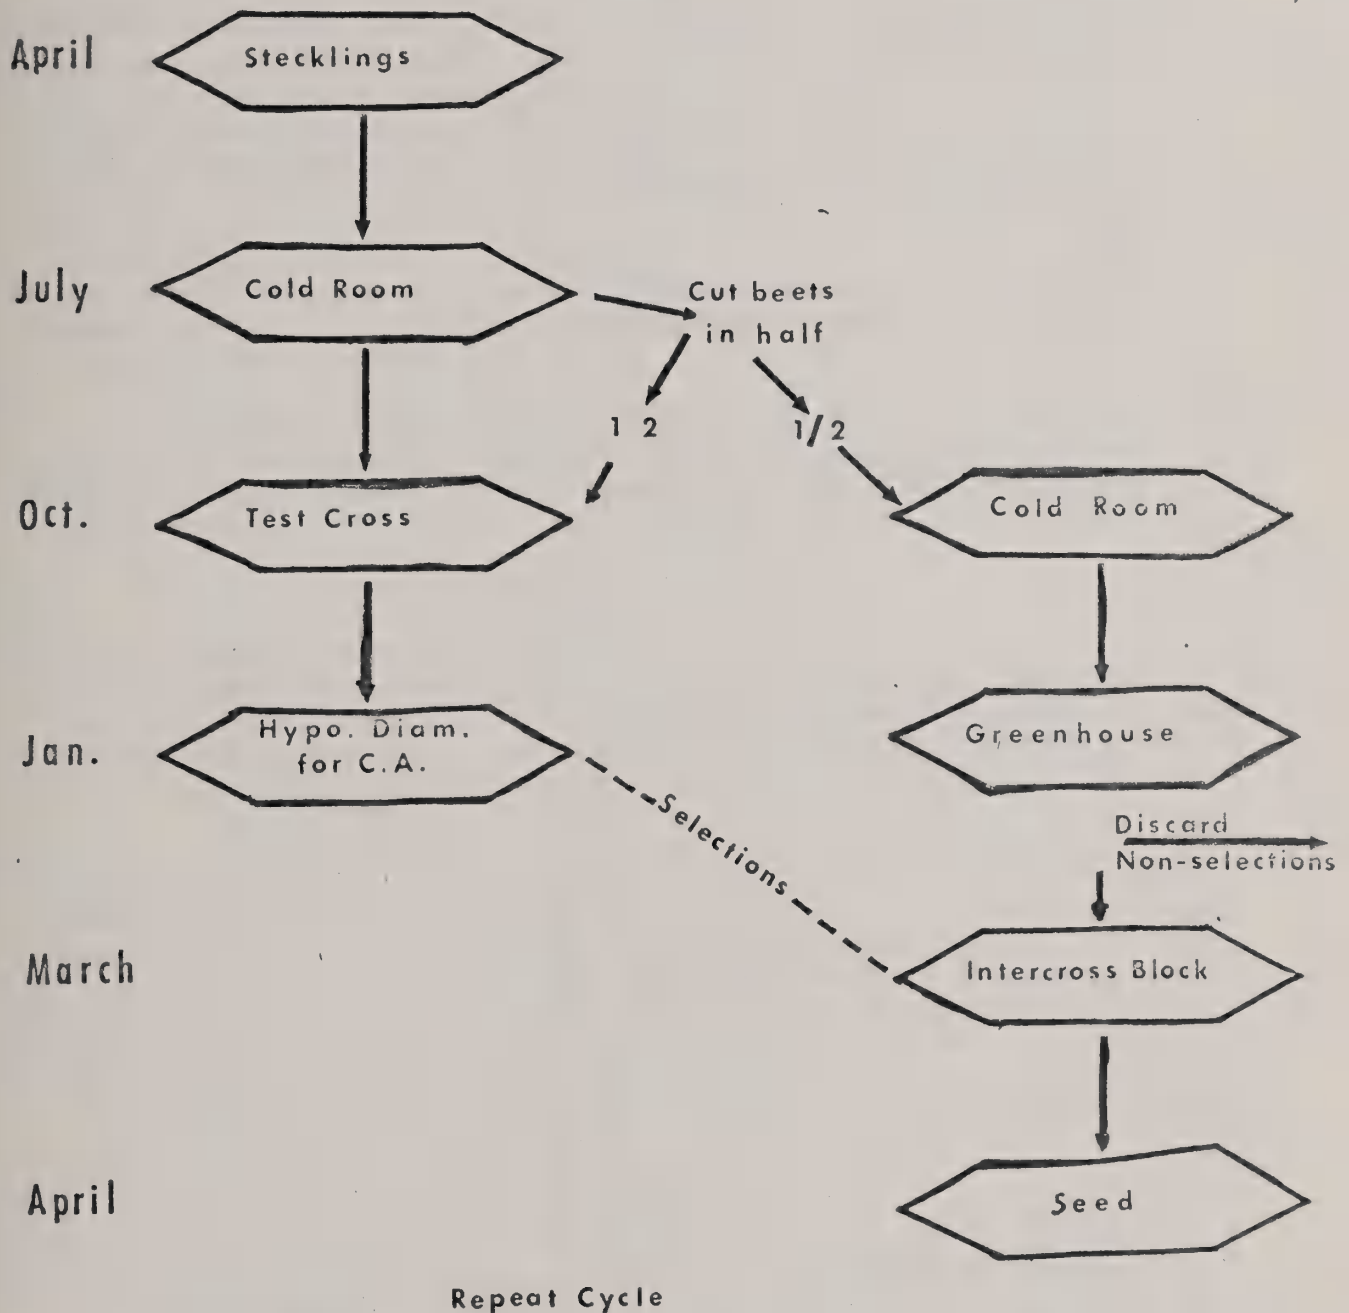 April
Stecklings
July
Cold Room
Cut beets
in half
1 2
1/2
Oct.
Test Cross
Cold Room
Jan.
Hypo. Diam.
for C.A.
Greenhouse
Selections
Discard
Non-selections
March
Intercross Block
April
Seed
Repeat Cycle